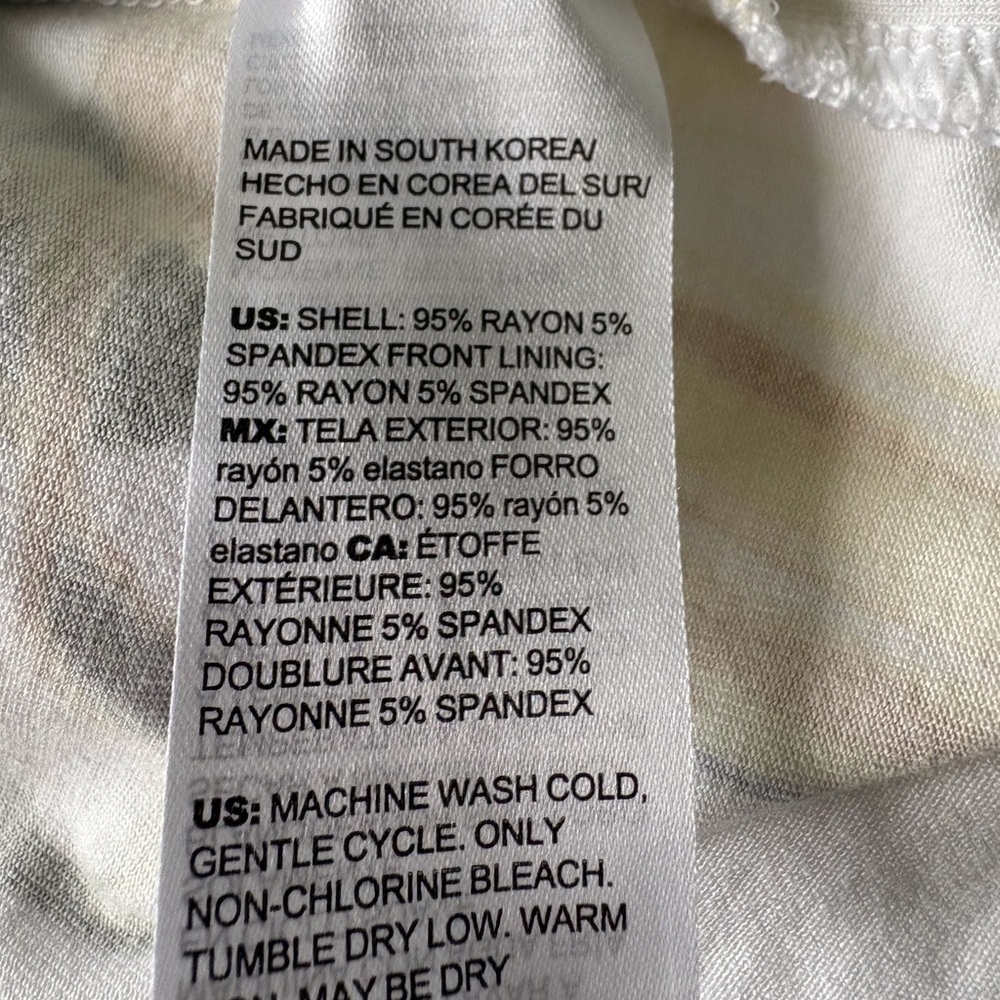 MADE IN SOUTH KOREA/
HECHO EN COREA DEL SUR/
FABRIQUÉ EN CORÉE DU
SUD
US: SHELL: 95% RAYON 5%
SPANDEX FRONT LINING:
95% RAYON 5% SPANDEX
MX: TELA EXTERIOR: 95%
rayón 5% elastano FORRO
DELANTERO: 95% rayón 5%
elastano CA: ÉTOFFE
EXTÉRIEURE: 95%
RAYONNE 5% SPANDEX
DOUBLURE AVANT: 95%
RAYONNE 5% SPANDEX
US: MACHINE WASH COLD,
GENTLE CYCLE. ONLY
NON-CHLORINE BLEACH.
TUMBLE DRY LOW. WARM
MAY BE DRY